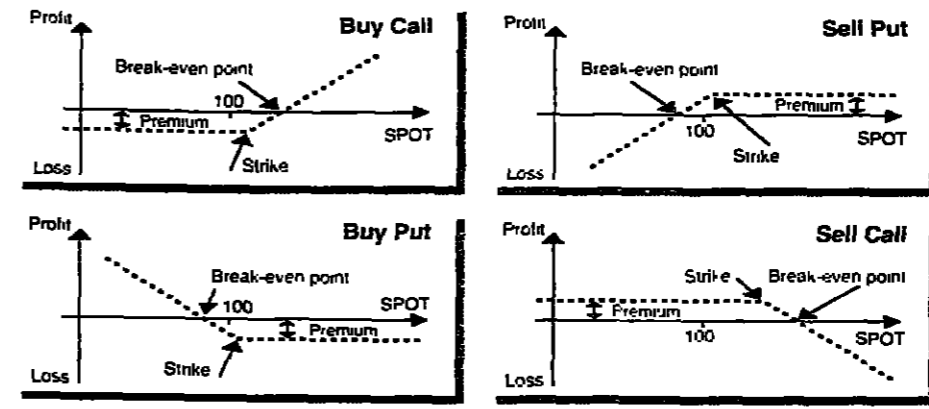 Profit
Buy Call
Break-even point
100
Premium
SPOT
Strike
Loss
Profit
Sell Put
Break-even point
Premium
SPOT
100
Strike
Loss
Profit
Buy Put
Break-even point
100
SPOT
Premium
Strike
Loss
Profit
Sell Call
Strike
Break-even point
Premium
100
SPOT
Loss